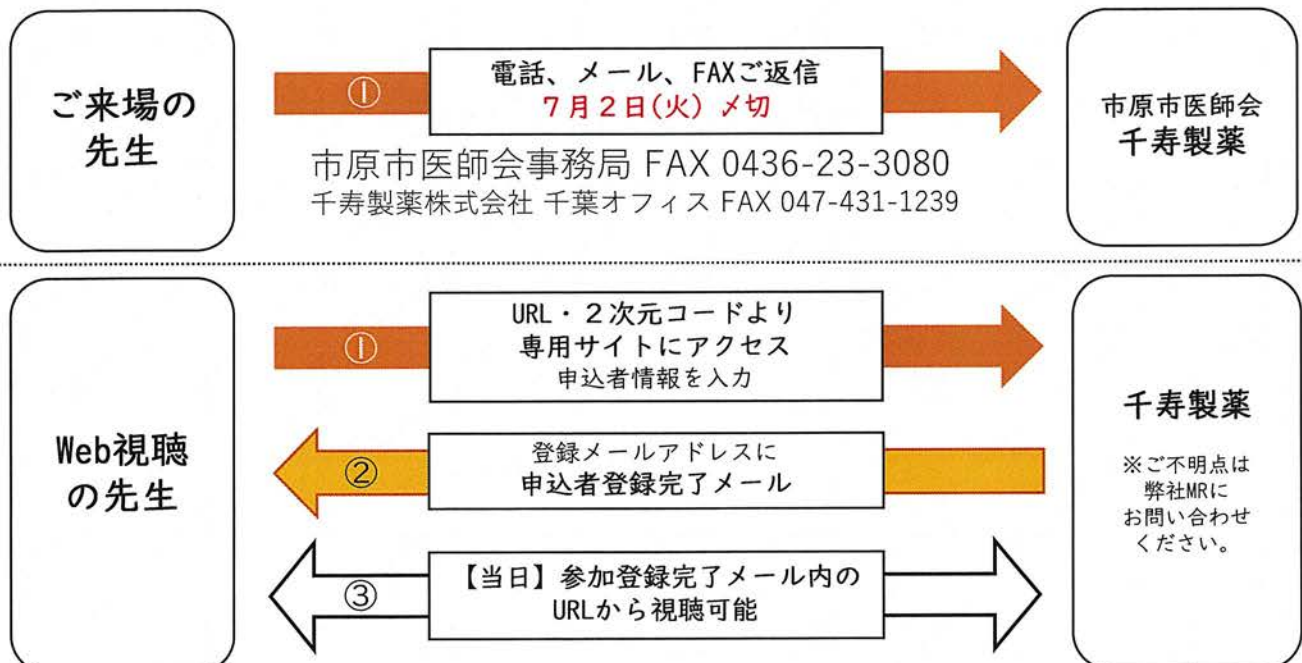 ご来場の
先生
①
電話、メール、FAXご返信
7月2日(火)〆切
市原市医師会
千寿製薬
市原市医師会事務局 FAX 0436-23-3080
千寿製薬株式会社 千葉オフィス FAX 047-431-1239
Web視聴
の先生
①
URL・2次元コードより
専用サイトにアクセス
申込者情報を入力
②
登録メールアドレスに
申込者登録完了メール
③
【当日】参加登録完了メール内の
URLから視聴可能
千寿製薬
※ご不明点は
弊社MRに
お問い合わせ
ください。